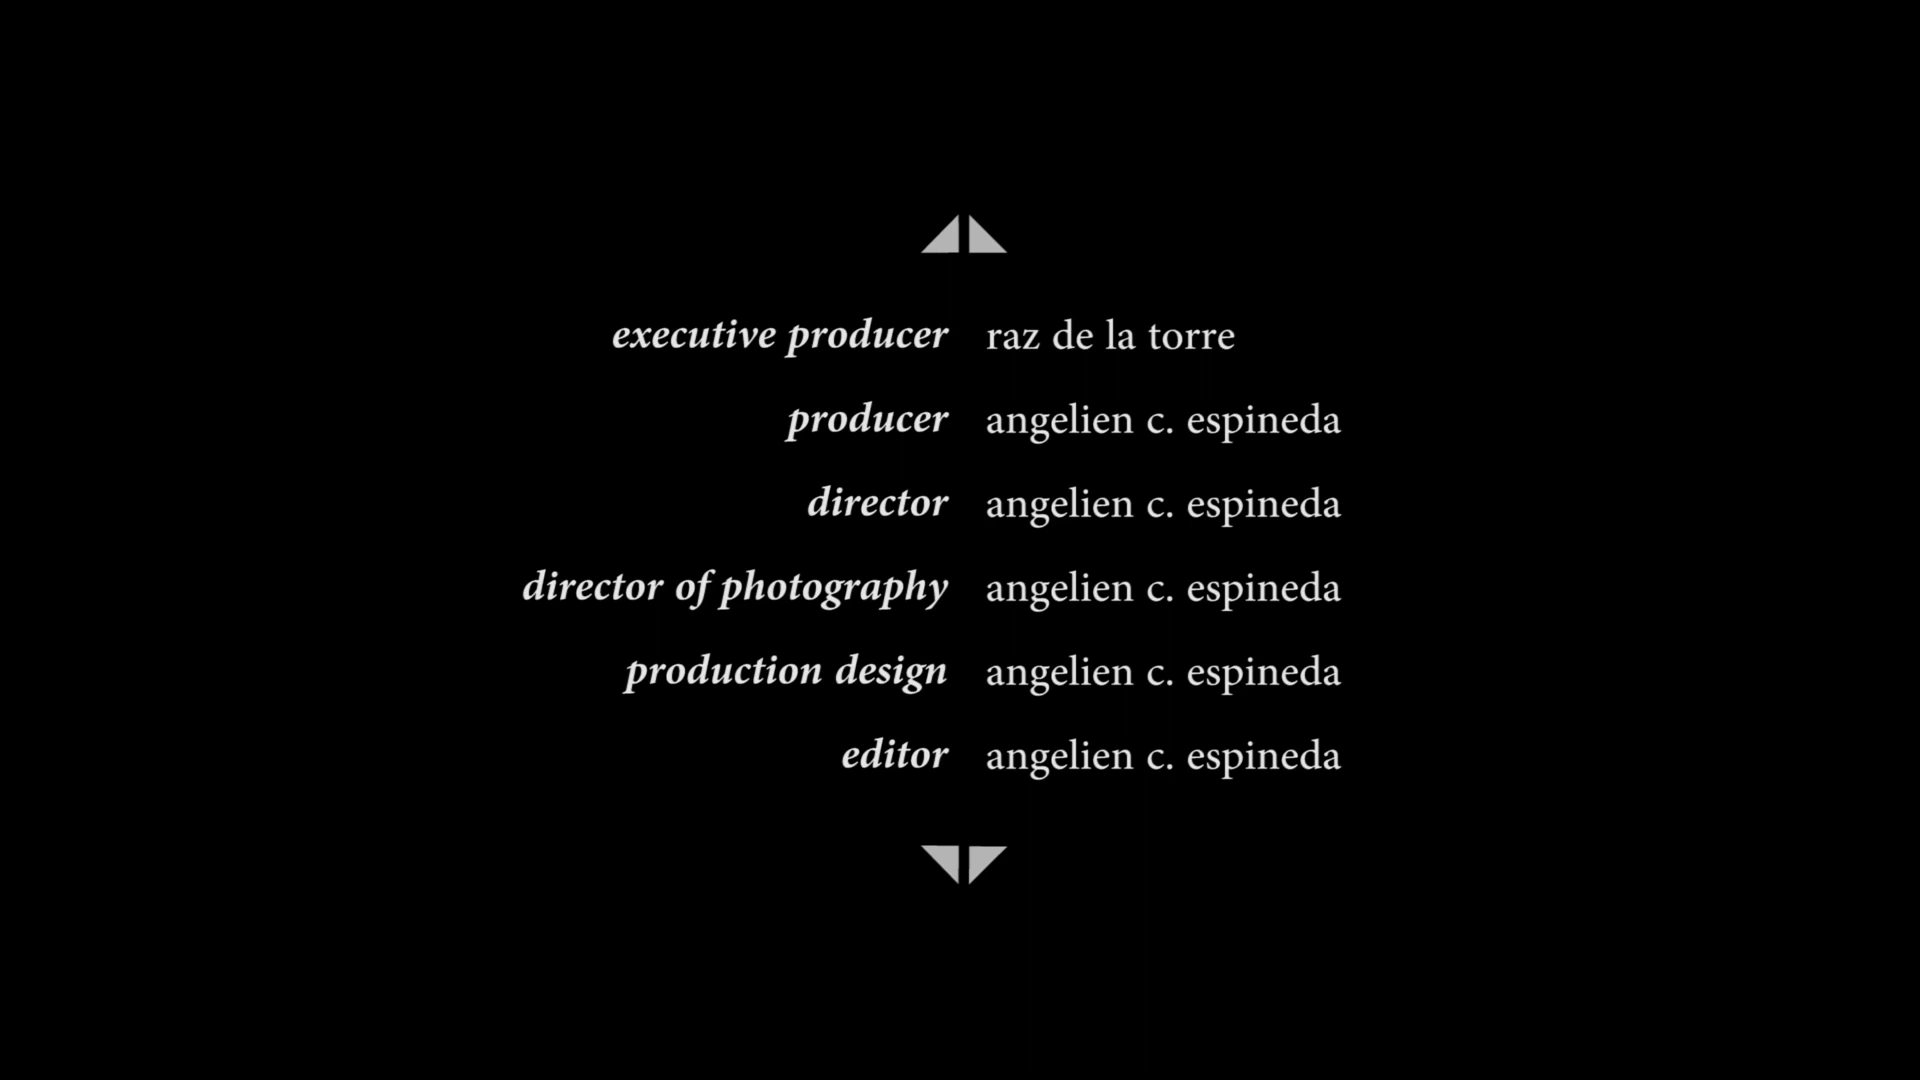 executive producer raz de la torre
producer angelien c. espineda
director angelien c. espineda
director of photography angelien c. espineda
production design angelien c. espineda
editor angelien c. espineda